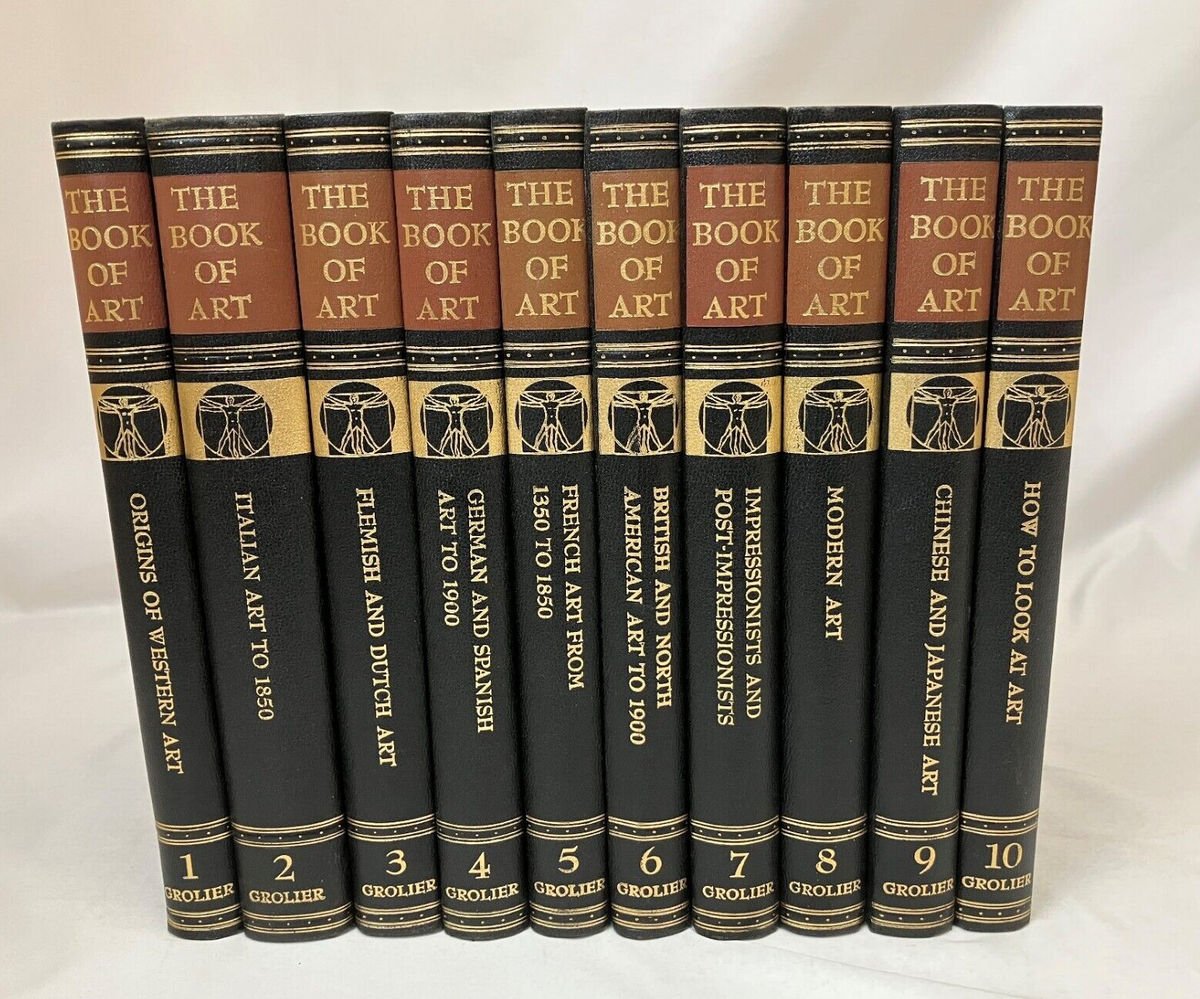 THE
BOOK
OF
ART
ORIGINS OF WESTERN ART
1
GROLIER
THE
BOOK
OF
ART
ITALIAN ART TO 1850
2
GROLIER
THE
BOOK
OF
ART
FLEMISH AND DUTCH ART
3
GROLIER
THE
BOOK
OF
ART
GERMAN AND SPANISH
ART TO 1900
4
GROLIER
THE
BOOK
OF
ART
FRENCH ART FROM
1350 TO 1850
5
GROLIER
THE
BOOK
OF
ART
BRITISH AND NORTH
AMERICAN ART TO 1900
6
GROLIER
THE
BOOK
OF
ART
IMPRESSIONISTS AND
POST-IMPRESSIONISTS
7
GROLIER
THE
BOOK
OF
ART
MODERN ART
8
GROLIER
THE
BOOK
OF
ART
CHINESE AND JAPANESE ART
9
GROLIER
THE
BOOK
OF
ART
HOW TO LOOK AT ART
10
GROLIER